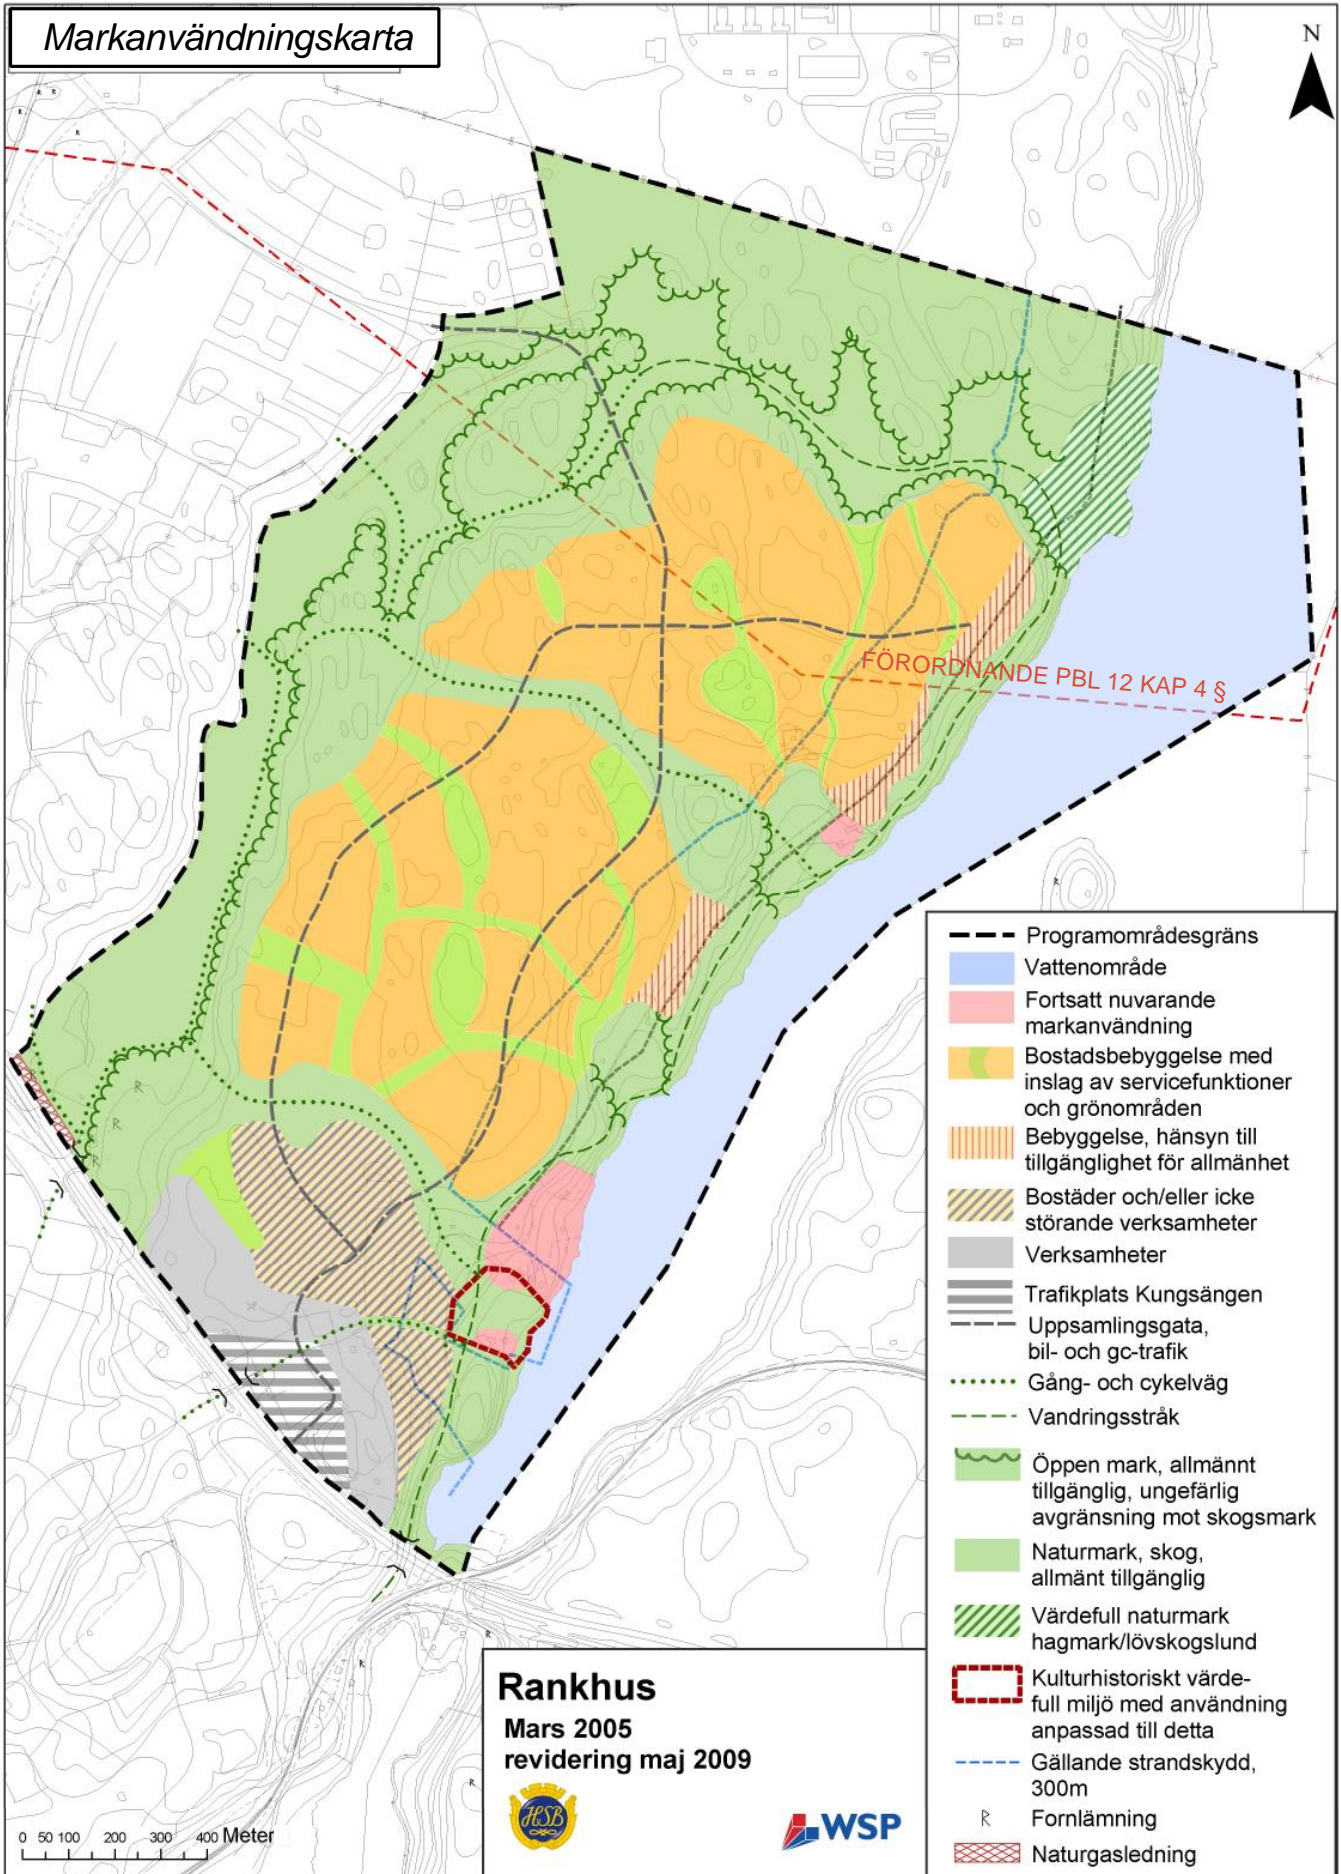 Markanvändningskarta
N
FÖRORDNANDE PBL 12 KAP 4 §
Programområdesgräns
Vattenområde
Fortsatt nuvarande
markanvändning
Bostadsbebyggelse med
inslag av servicefunktioner
och grönområden
Bebyggelse, hänsyn till
tillgänglighet för allmänhet
Bostäder och/eller icke
störande verksamheter
Verksamheter
Trafikplats Kungsängen
Uppsamlingsgata,
bil- och gc-trafik
Gång- och cykelväg
Vandringsstråk
Öppen mark, allmännt
tillgänglig, ungefärlig
avgränsning mot skogsmark
Naturmark, skog,
allmänt tillgänglig
Värdefull naturmark
hagmark/lövskogslund
Kulturhistoriskt värde-
full miljö med användning
anpassad till detta
Gällande strandskydd,
300m
Fornlämning
Naturgasledning
Rankhus
Mars 2005
revidering maj 2009
HSB
WSP
0 50 100 200 300 400 Meter